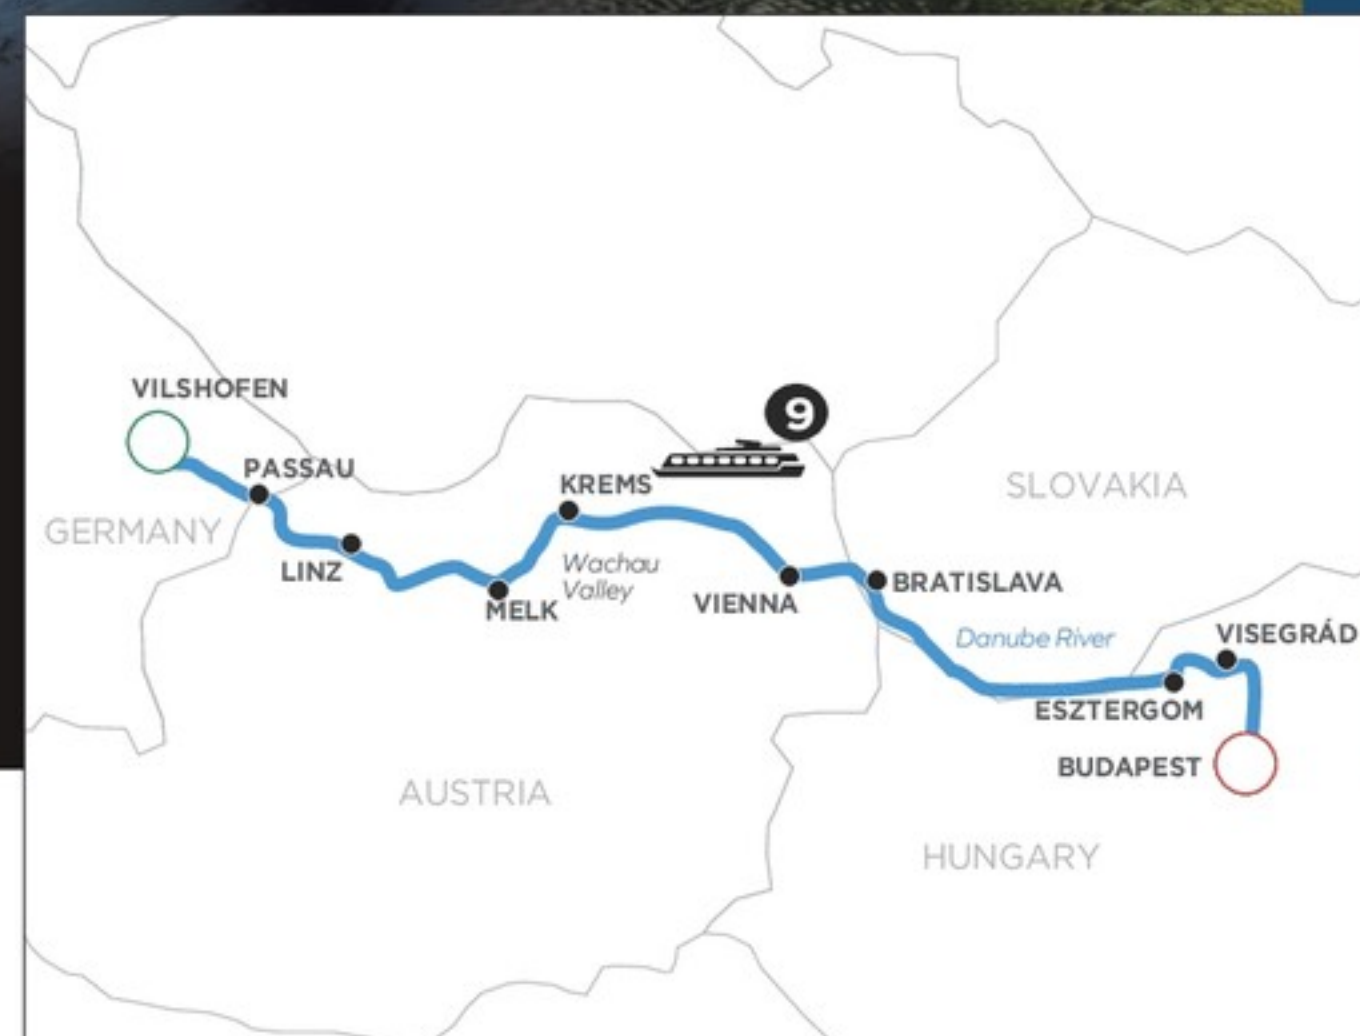 VILSHOFEN
9
PASSAU
KREMS
SLOVAKIA
GERMANY
LINZ
Wachau
Valley
MELK
VIENNA
BRATISLAVA
Danube River
VISEGRÁD
ESZTERGOM
BUDAPEST
AUSTRIA
HUNGARY